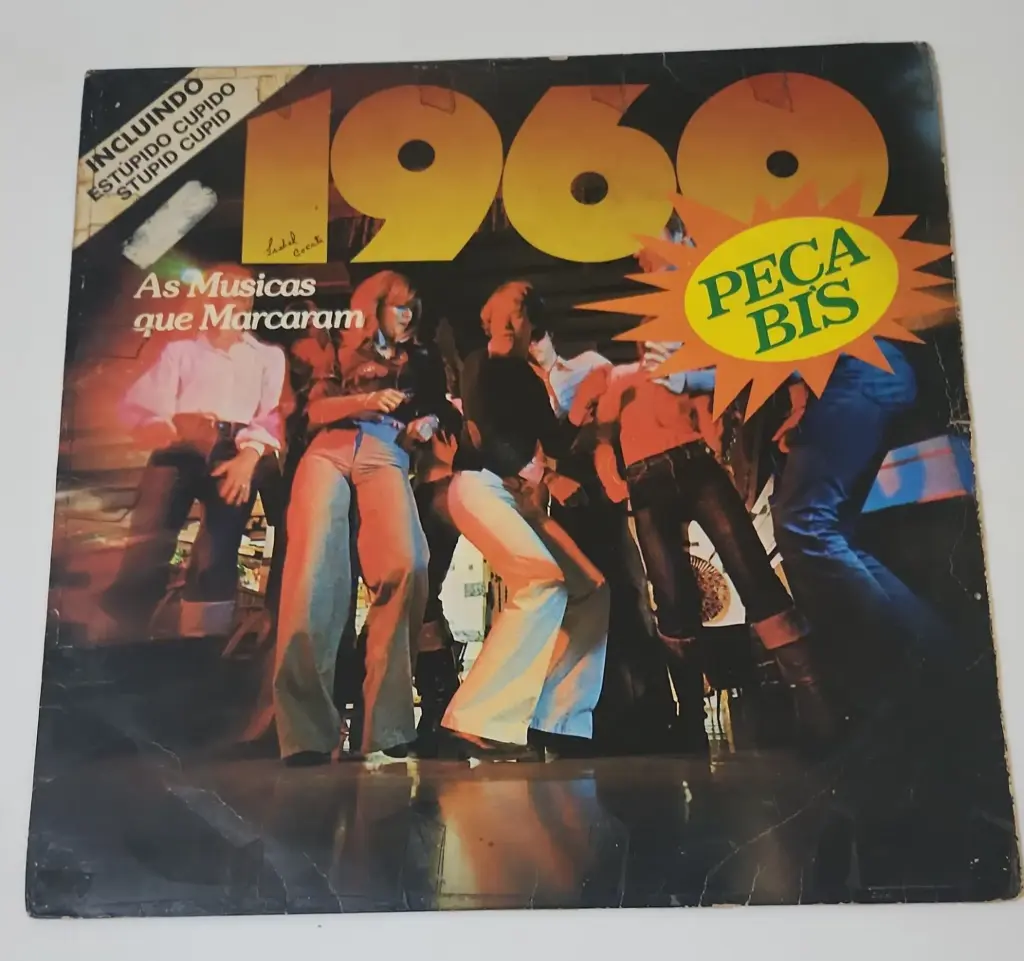 INCLUINDO
ESTÚPIDO CUPIDO
STUPID CUPID
1960
As Musicas
que Marcaram
PEÇA
BIS